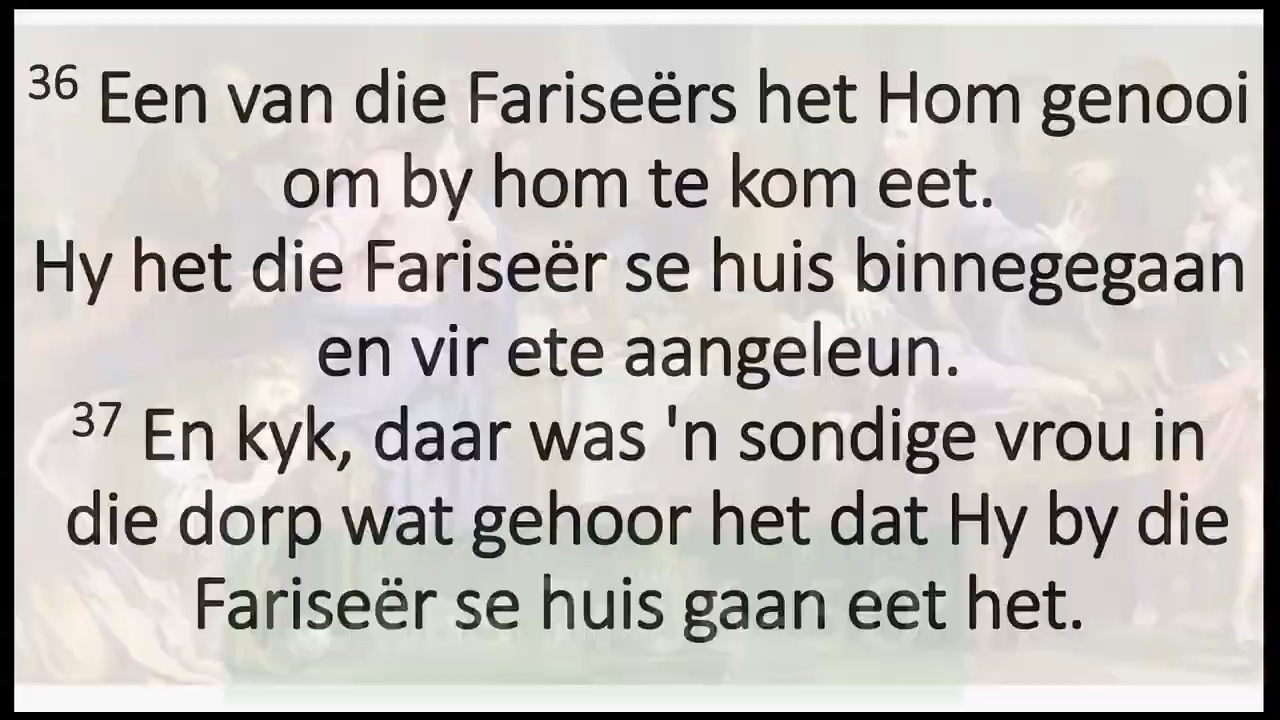 36 Een van die Fariseërs het Hom genooi
om by hom te kom eet.
Hy het die Fariseër se huis binnegegaan
en vir ete aangeleun.
37 En kyk, daar was 'n sondige vrou in
die dorp wat gehoor het dat Hy by die
Fariseër se huis gaan eet het.